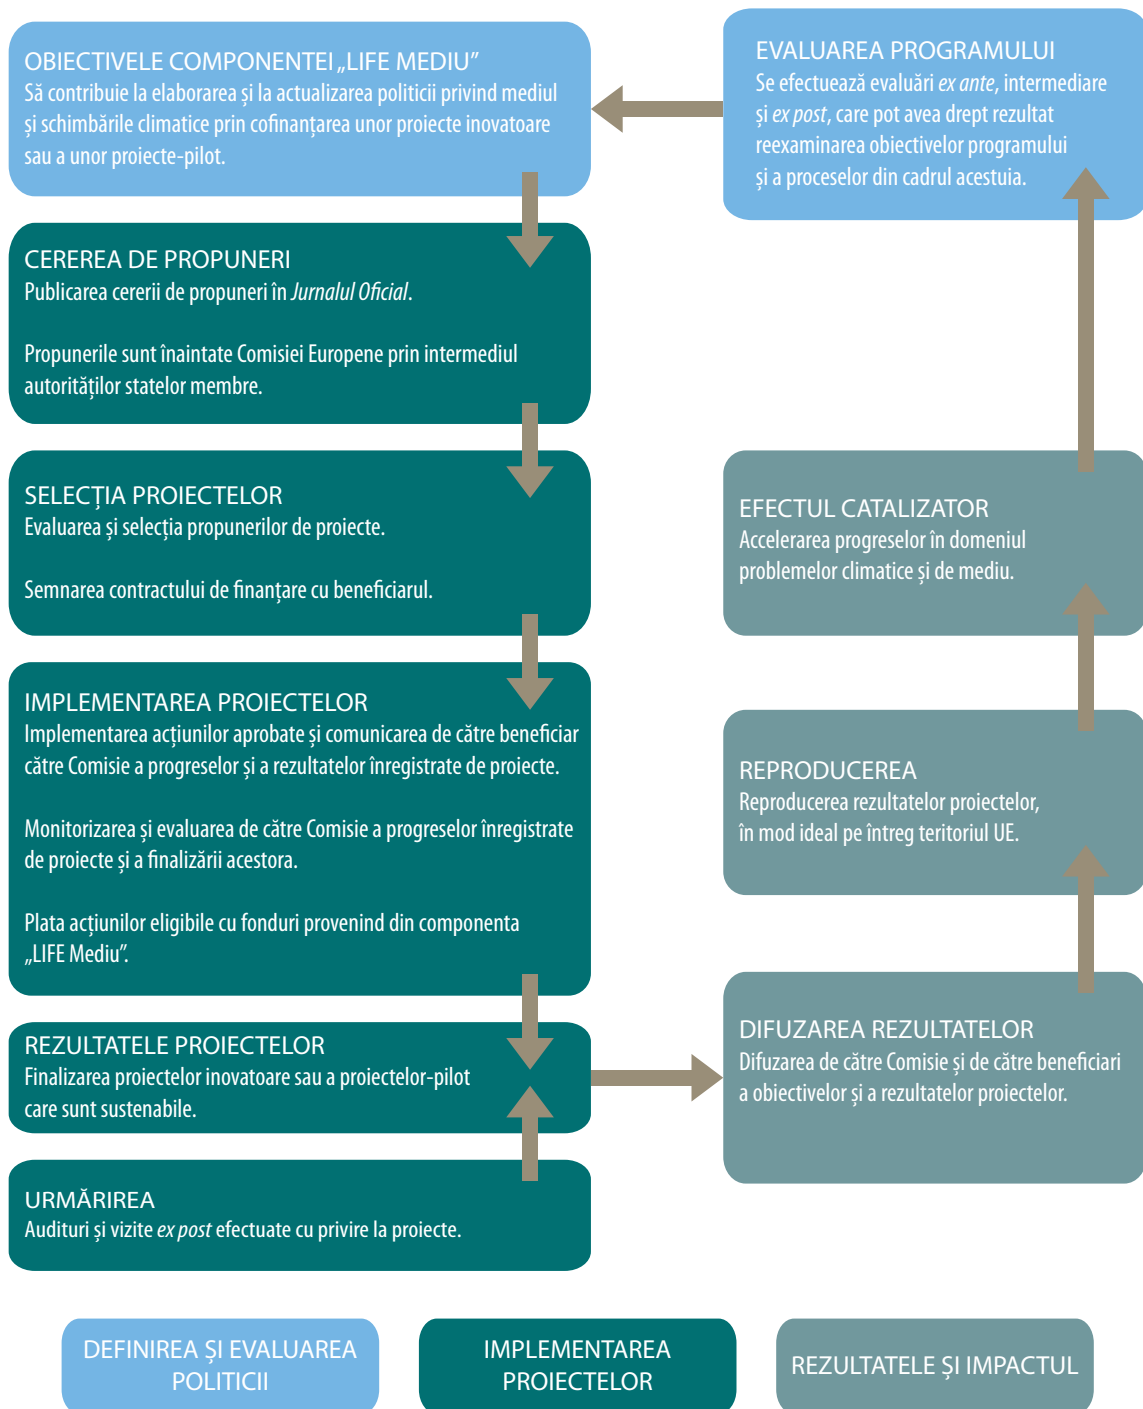 OBIECTIVELE COMPONENTEI „LIFE MEDIU”
Să contribuie la elaborarea și la actualizarea politicii privind mediul
și schimbările climatice prin cofinanțarea unor proiecte inovatoare
sau a unor proiecte-pilot.
CEREREA DE PROPUNERI
Publicarea cererii de propuneri în Jurnalul Oficial.
Propunerile sunt înaintate Comisiei Europene prin intermediul
autorităților statelor membre.
SELECȚIA PROIECTELOR
Evaluarea și selecția propunerilor de proiecte.
Semnarea contractului de finanțare cu beneficiarul.
IMPLEMENTAREA PROIECTELOR
Implementarea acțiunilor aprobate și comunicarea de către beneficiar
către Comisie a progreselor și a rezultatelor înregistrate de proiecte.
Monitorizarea și evaluarea de către Comisie a progreselor înregistrate
de proiecte și a finalizării acestora.
Plata acțiunilor eligibile cu fonduri provenind din componenta
„LIFE Mediu”.
REZULTATELE PROIECTELOR
Finalizarea proiectelor inovatoare sau a proiectelor-pilot
care sunt sustenabile.
URMĂRIREA
Audituri și vizite ex post efectuate cu privire la proiecte.
EVALUAREA PROGRAMULUI
Se efectuează evaluări ex ante, intermediare
și ex post, care pot avea drept rezultat
reexaminarea obiectivelor programului
și a proceselor din cadrul acestuia.
EFECTUL CATALIZATOR
Accelerarea progreselor în domeniul
problemelor climatice și de mediu.
REPRODUCEREA
Reproducerea rezultatelor proiectelor,
în mod ideal pe întreg teritoriul UE.
DIFUZAREA REZULTATELOR
Difuzarea de către Comisie și de către beneficiari
a obiectivelor și a rezultatelor proiectelor.
DEFINIREA ȘI EVALUAREA
POLITICII
IMPLEMENTAREA
PROIECTELOR
REZULTATELE ȘI IMPACTUL